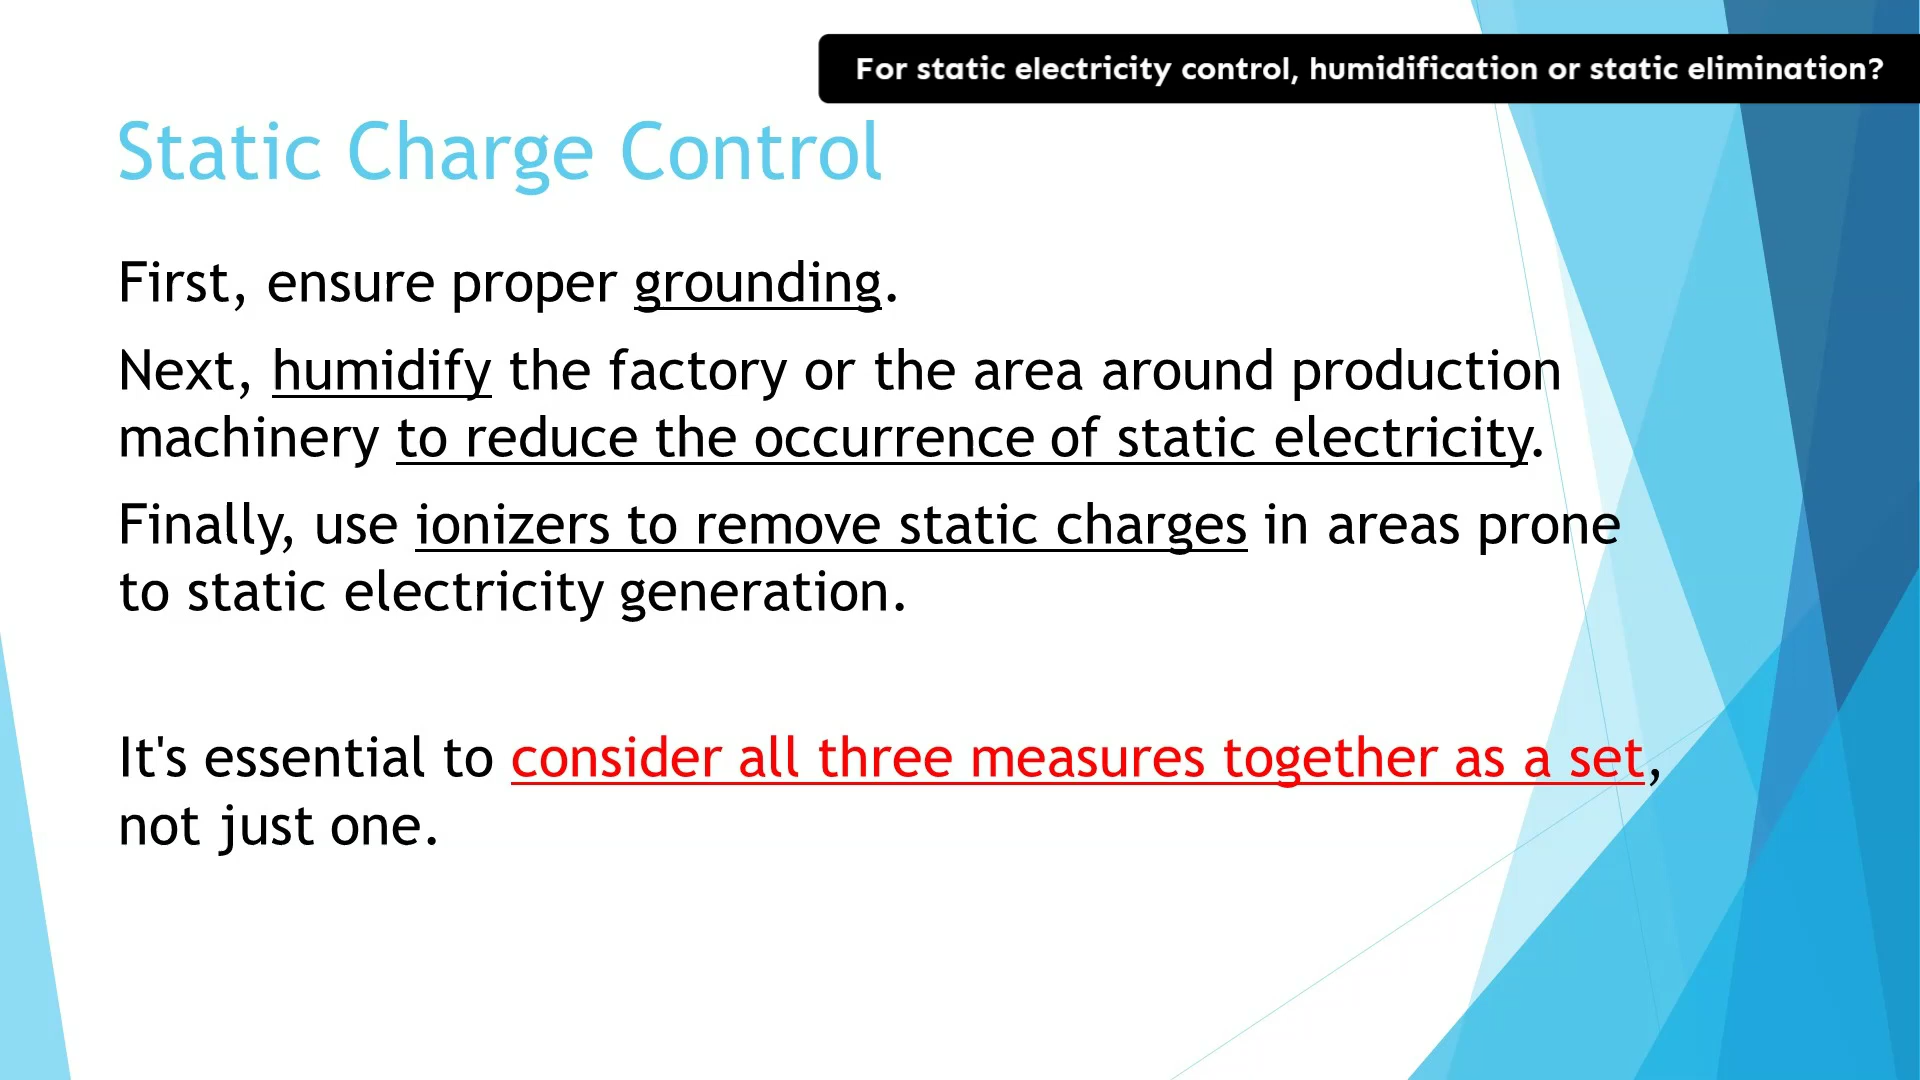 For static electricity control, humidification or static elimination?
Static Charge Control
First, ensure proper grounding.
Next, humidify the factory or the area around production
machinery to reduce the occurrence of static electricity.
Finally, use ionizers to remove static charges in areas prone
to static electricity generation.
It's essential to consider all three measures together as a set,
not just one.